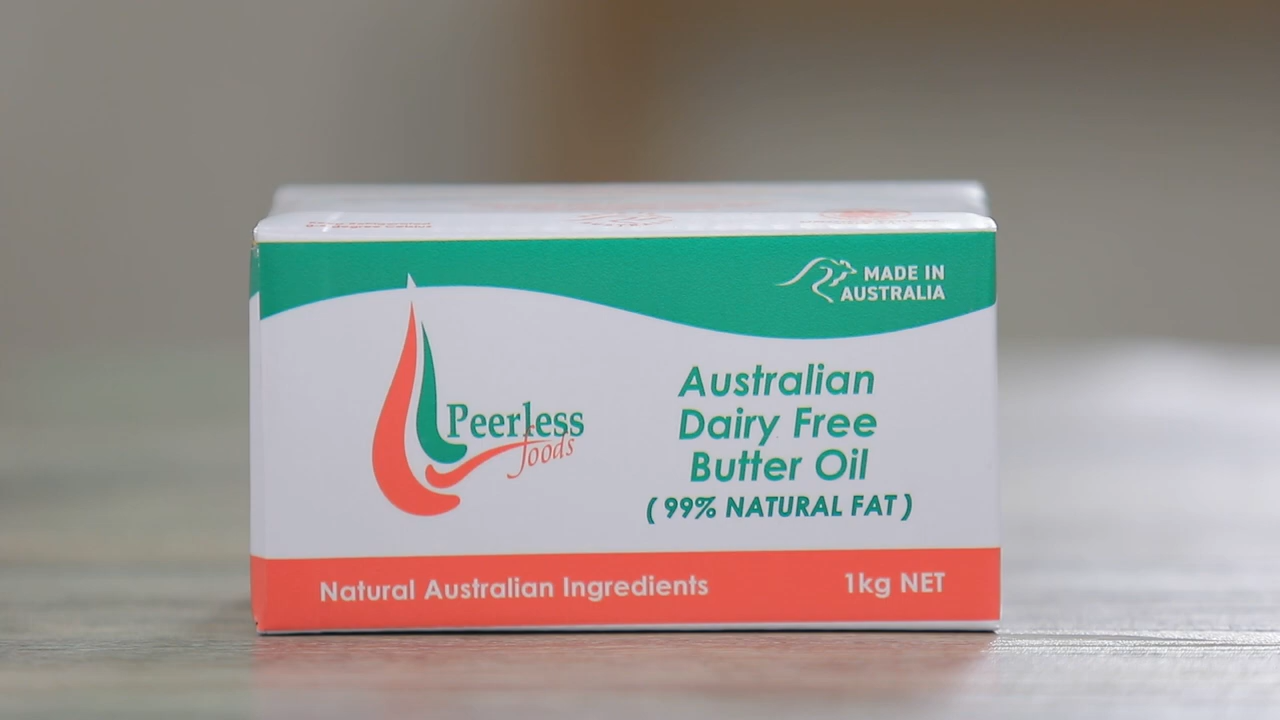 MADE IN
AUSTRALIA
Peerless
foods
Australian
Dairy Free
Butter Oil
( 99% NATURAL FAT )
Natural Australian Ingredients
1kg NET